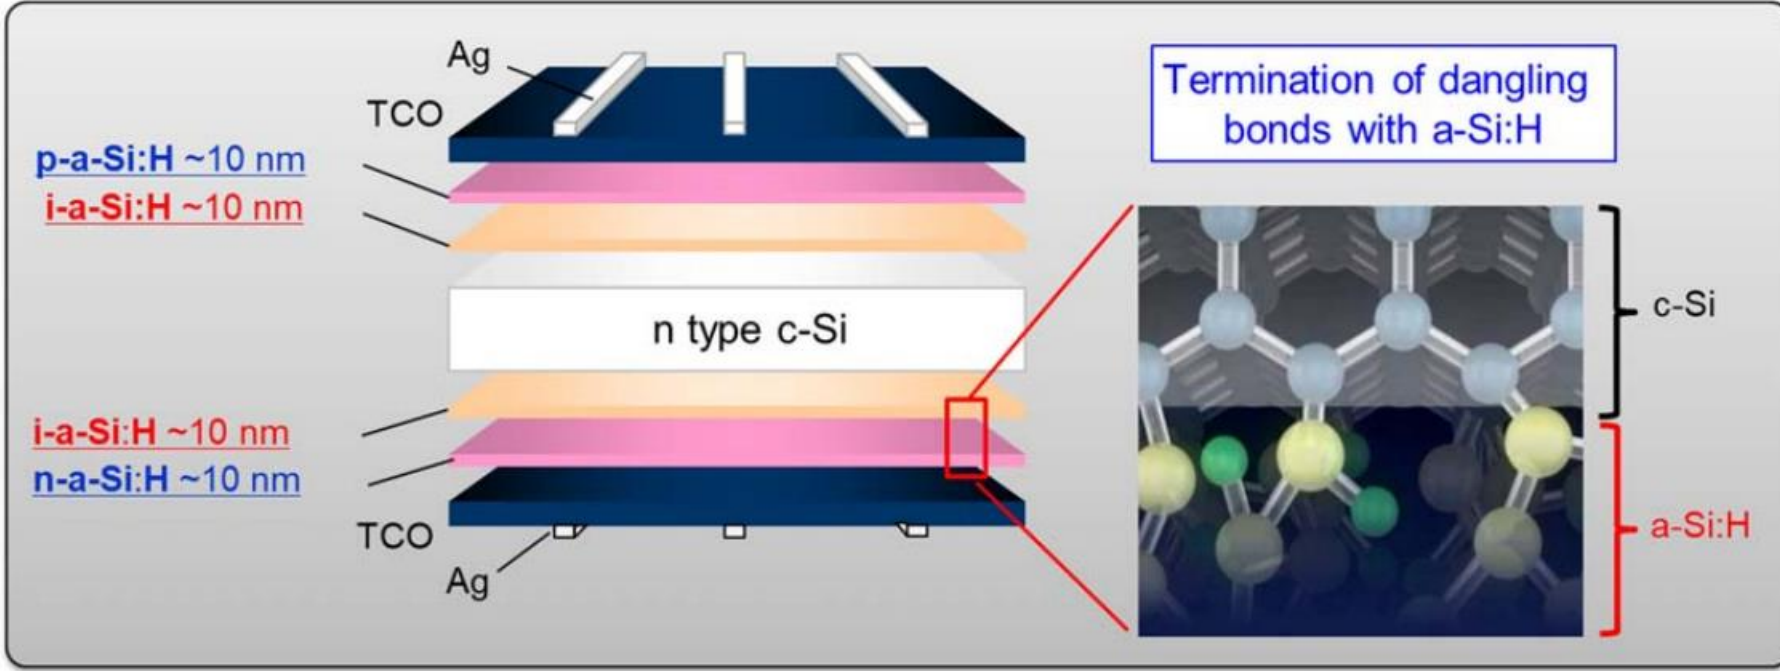 Ag
TCO
p-a-Si:H ~10 nm
i-a-Si:H ~10 nm
n type c-Si
i-a-Si:H ~10 nm
n-a-Si:H ~10 nm
TCO
Ag
Termination of dangling
bonds with a-Si:H
c-Si
a-Si:H